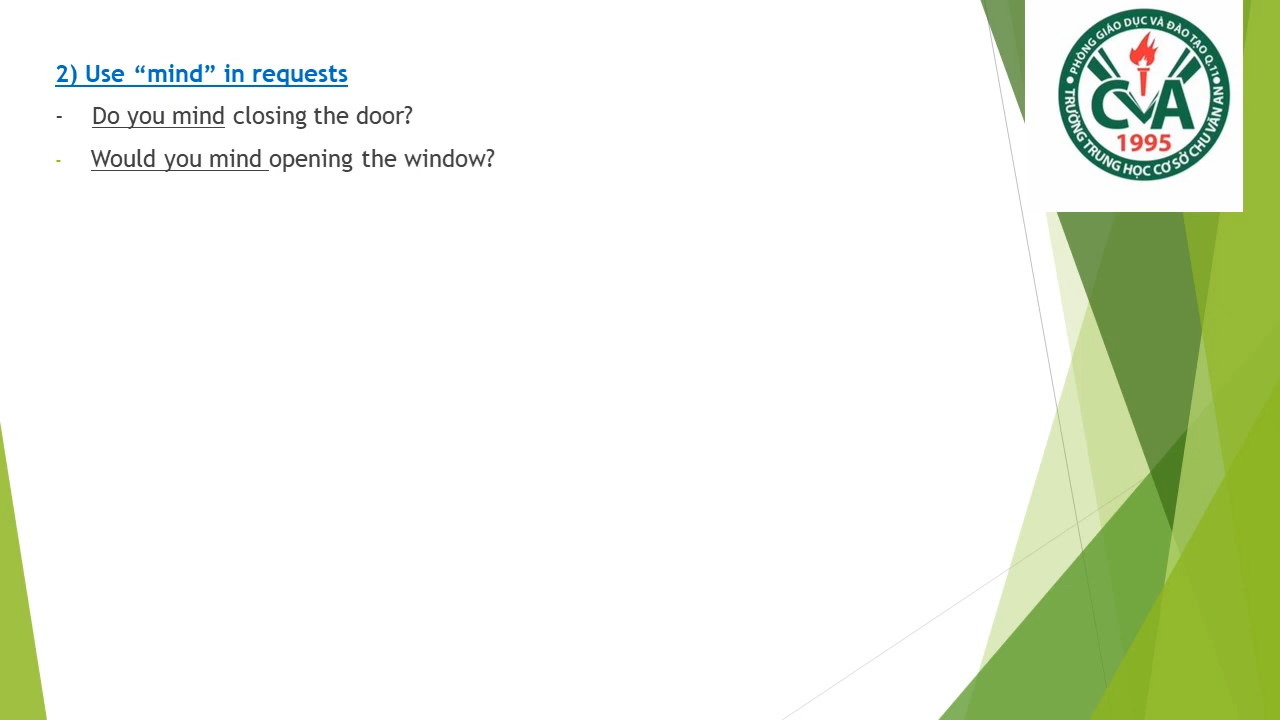 2) Use “mind” in requests
- Do you mind closing the door?
- Would you mind opening the window?
PHÒNG GIÁO DỤC VÀ ĐÀO TẠO Q.11
CVA
1995
TRƯỜNG TRUNG HỌC CƠ SỞ CHU VĂN AN